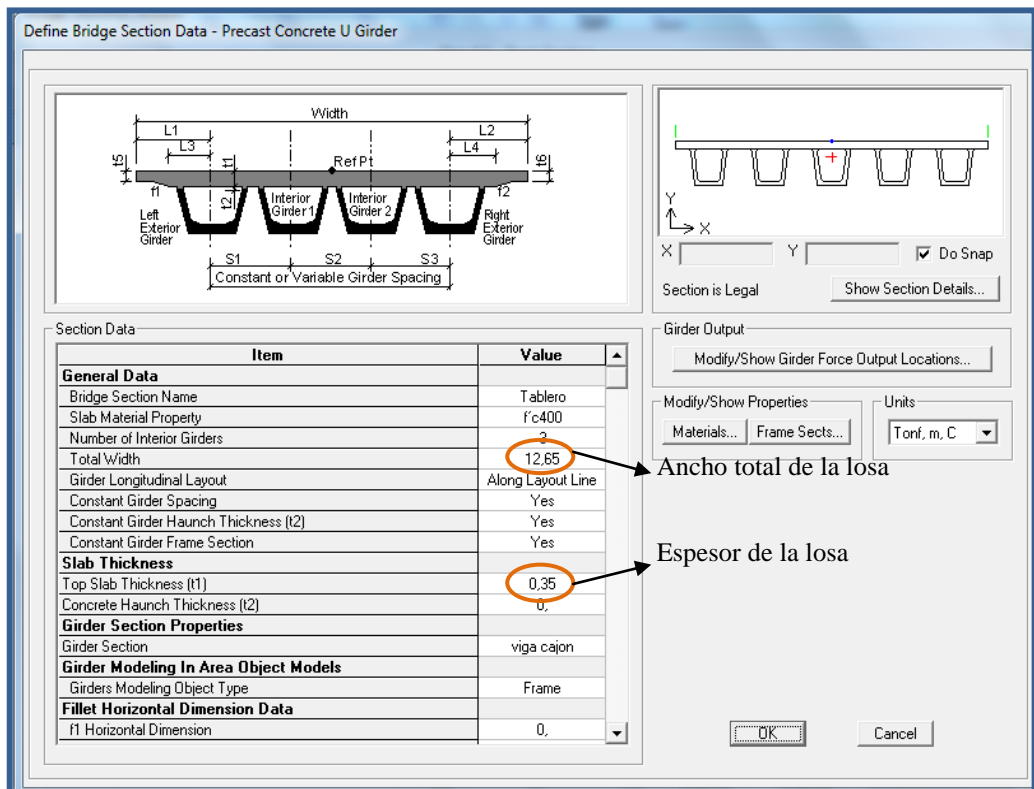 Define Bridge Section Data - Precast Concrete U Girder
Width
L1
L2
L3
L4
t5
t1
Ref Pt
t6
f1
t2
f2
Interior Girder 1
Interior Girder 2
Left Exterior Girder
Right Exterior Girder
S1
S2
S3
Constant or Variable Girder Spacing
Y
X
X
Y
Do Snap
Section is Legal
Show Section Details...
Section Data
Item Value
General Data
Bridge Section Name Tablero
Slab Material Property f'c400
Number of Interior Girders 3
Total Width 12,65
Girder Longitudinal Layout Along Layout Line
Constant Girder Spacing Yes
Constant Girder Haunch Thickness (t2) Yes
Constant Girder Frame Section Yes
Slab Thickness
Top Slab Thickness (t1) 0,35
Concrete Haunch Thickness (t2) 0,
Girder Section Properties
Girder Section viga cajon
Girder Modeling In Area Object Models
Girders Modeling Object Type Frame
Fillet Horizontal Dimension Data
f1 Horizontal Dimension 0,
Girder Output
Modify/Show Girder Force Output Locations...
Modify/Show Properties
Materials...
Frame Sects...
Units
Tonf, m, C
Ancho total de la losa
Espesor de la losa
OK
Cancel